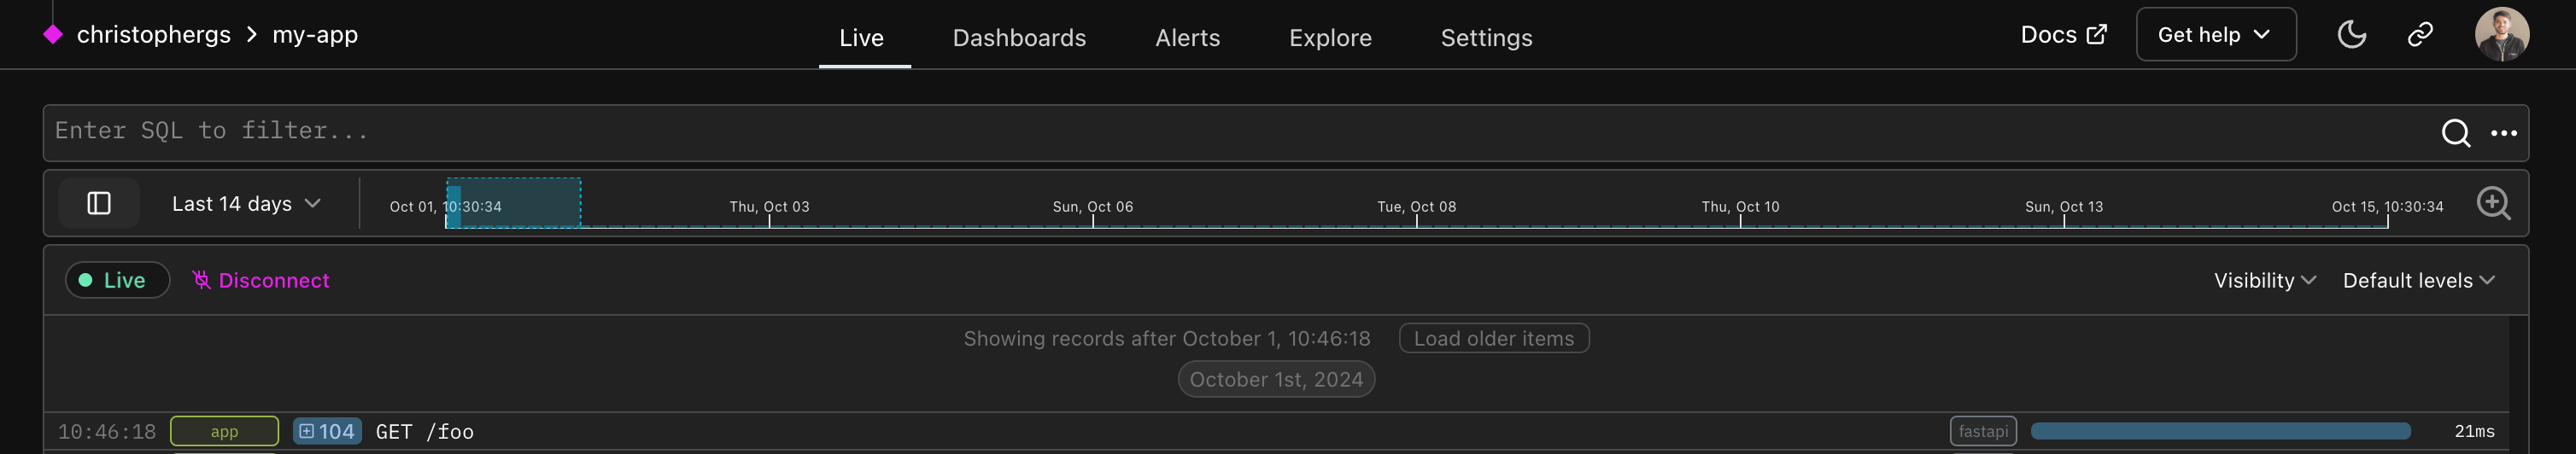 christophergs > my-app Live Dashboards Alerts Explore Settings Docs Get help
Enter SQL to filter...
Last 14 days Oct 01, 10:30:34 Thu, Oct 03 Sun, Oct 06 Tue, Oct 08 Thu, Oct 10 Sun, Oct 13 Oct 15, 10:30:34
Live Disconnect Visibility Default levels
Showing records after October 1, 10:46:18 Load older items
October 1st, 2024
10:46:18 app 104 GET /foo fastapi 21ms